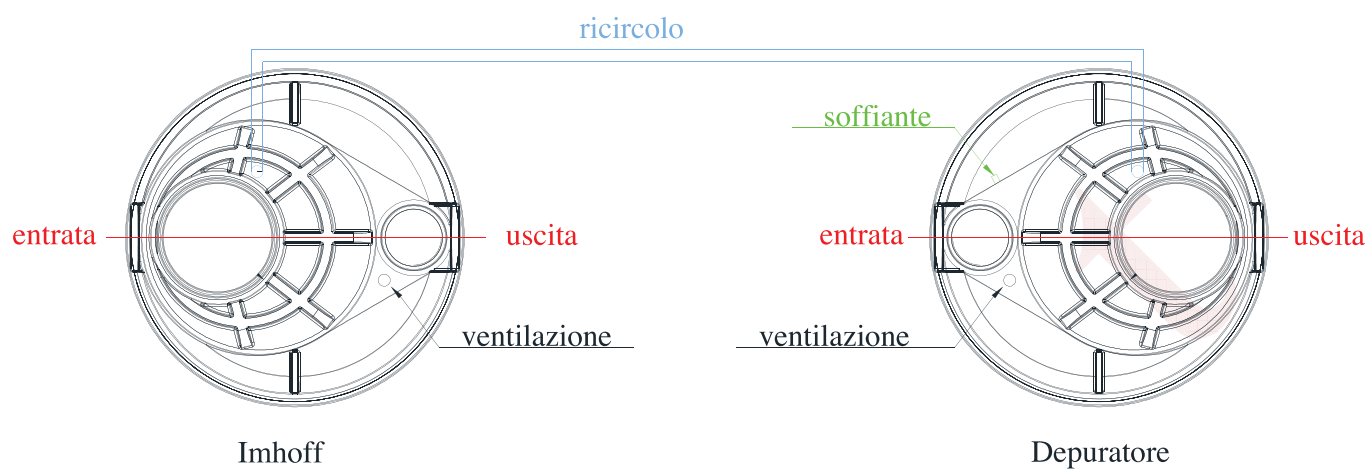 ricircolo
soffiante
entrata
uscita
entrata
uscita
ventilazione
ventilazione
Imhoff
Depuratore